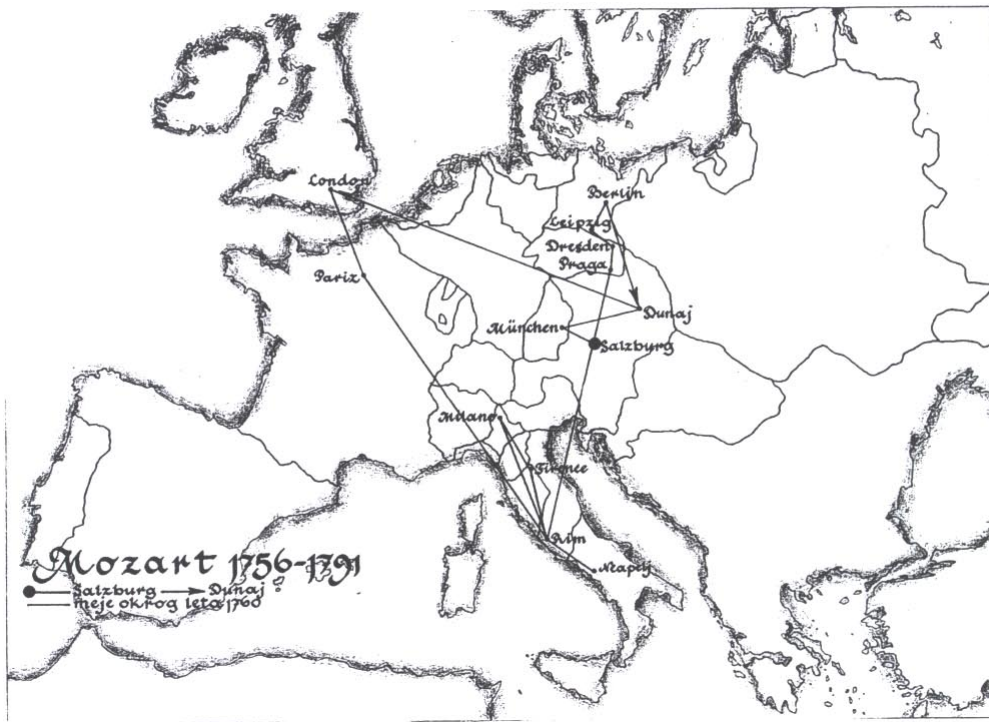 London
Berlin
Leipzig
Dresden
Praga
Pariz
Dunaj
München
Salzburg
Milano
Firence
Rim
Mozart 1756-1791
Neapelj
Salzburg Dunaj
meje okrog leta 1760